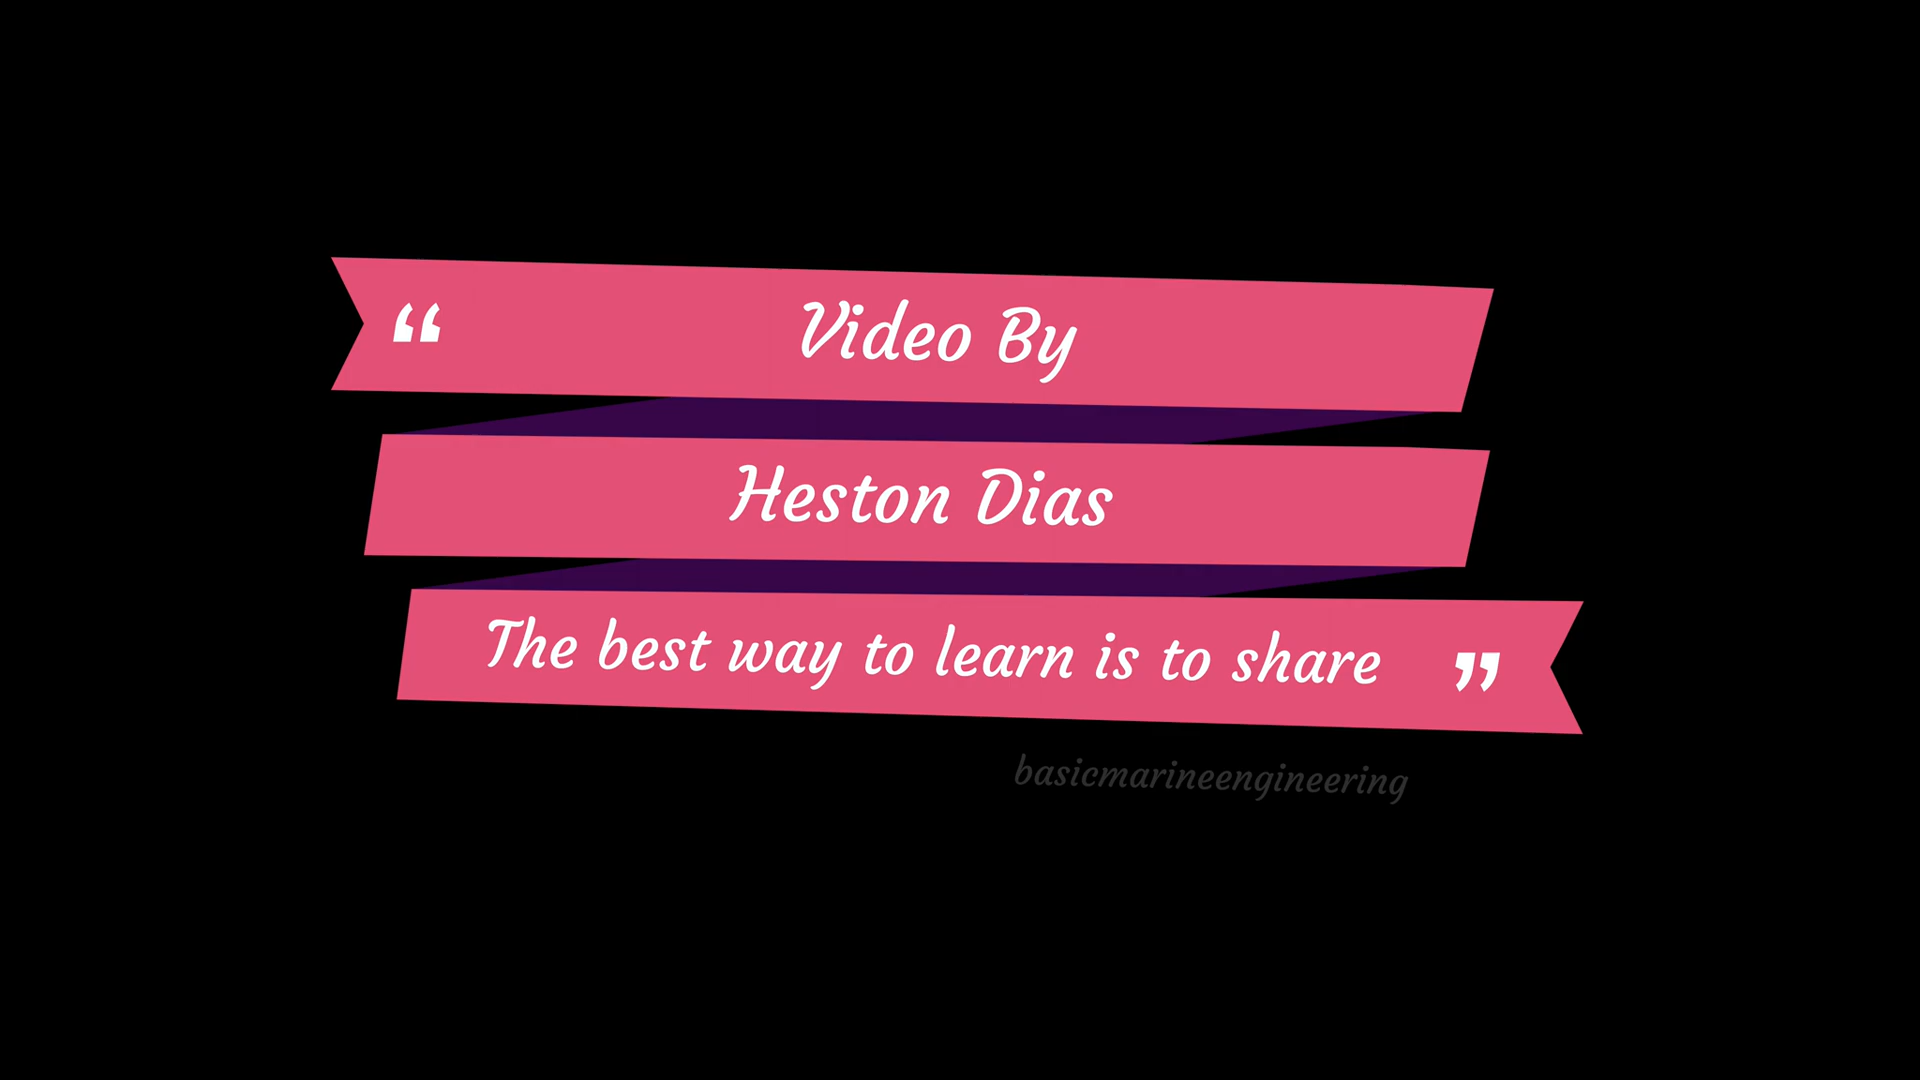 “ Video By
Heston Dias
The best way to learn is to share ”
basicmarineengineering